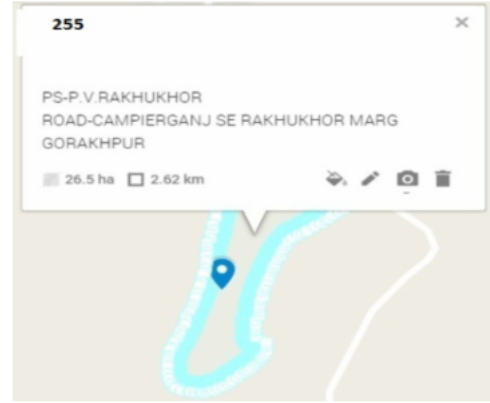 255
PS-P.V.RAKHUKHOR
ROAD-CAMPIERGANJ SE RAKHUKHOR MARG
GORAKHPUR
26.5 ha 2.62 km